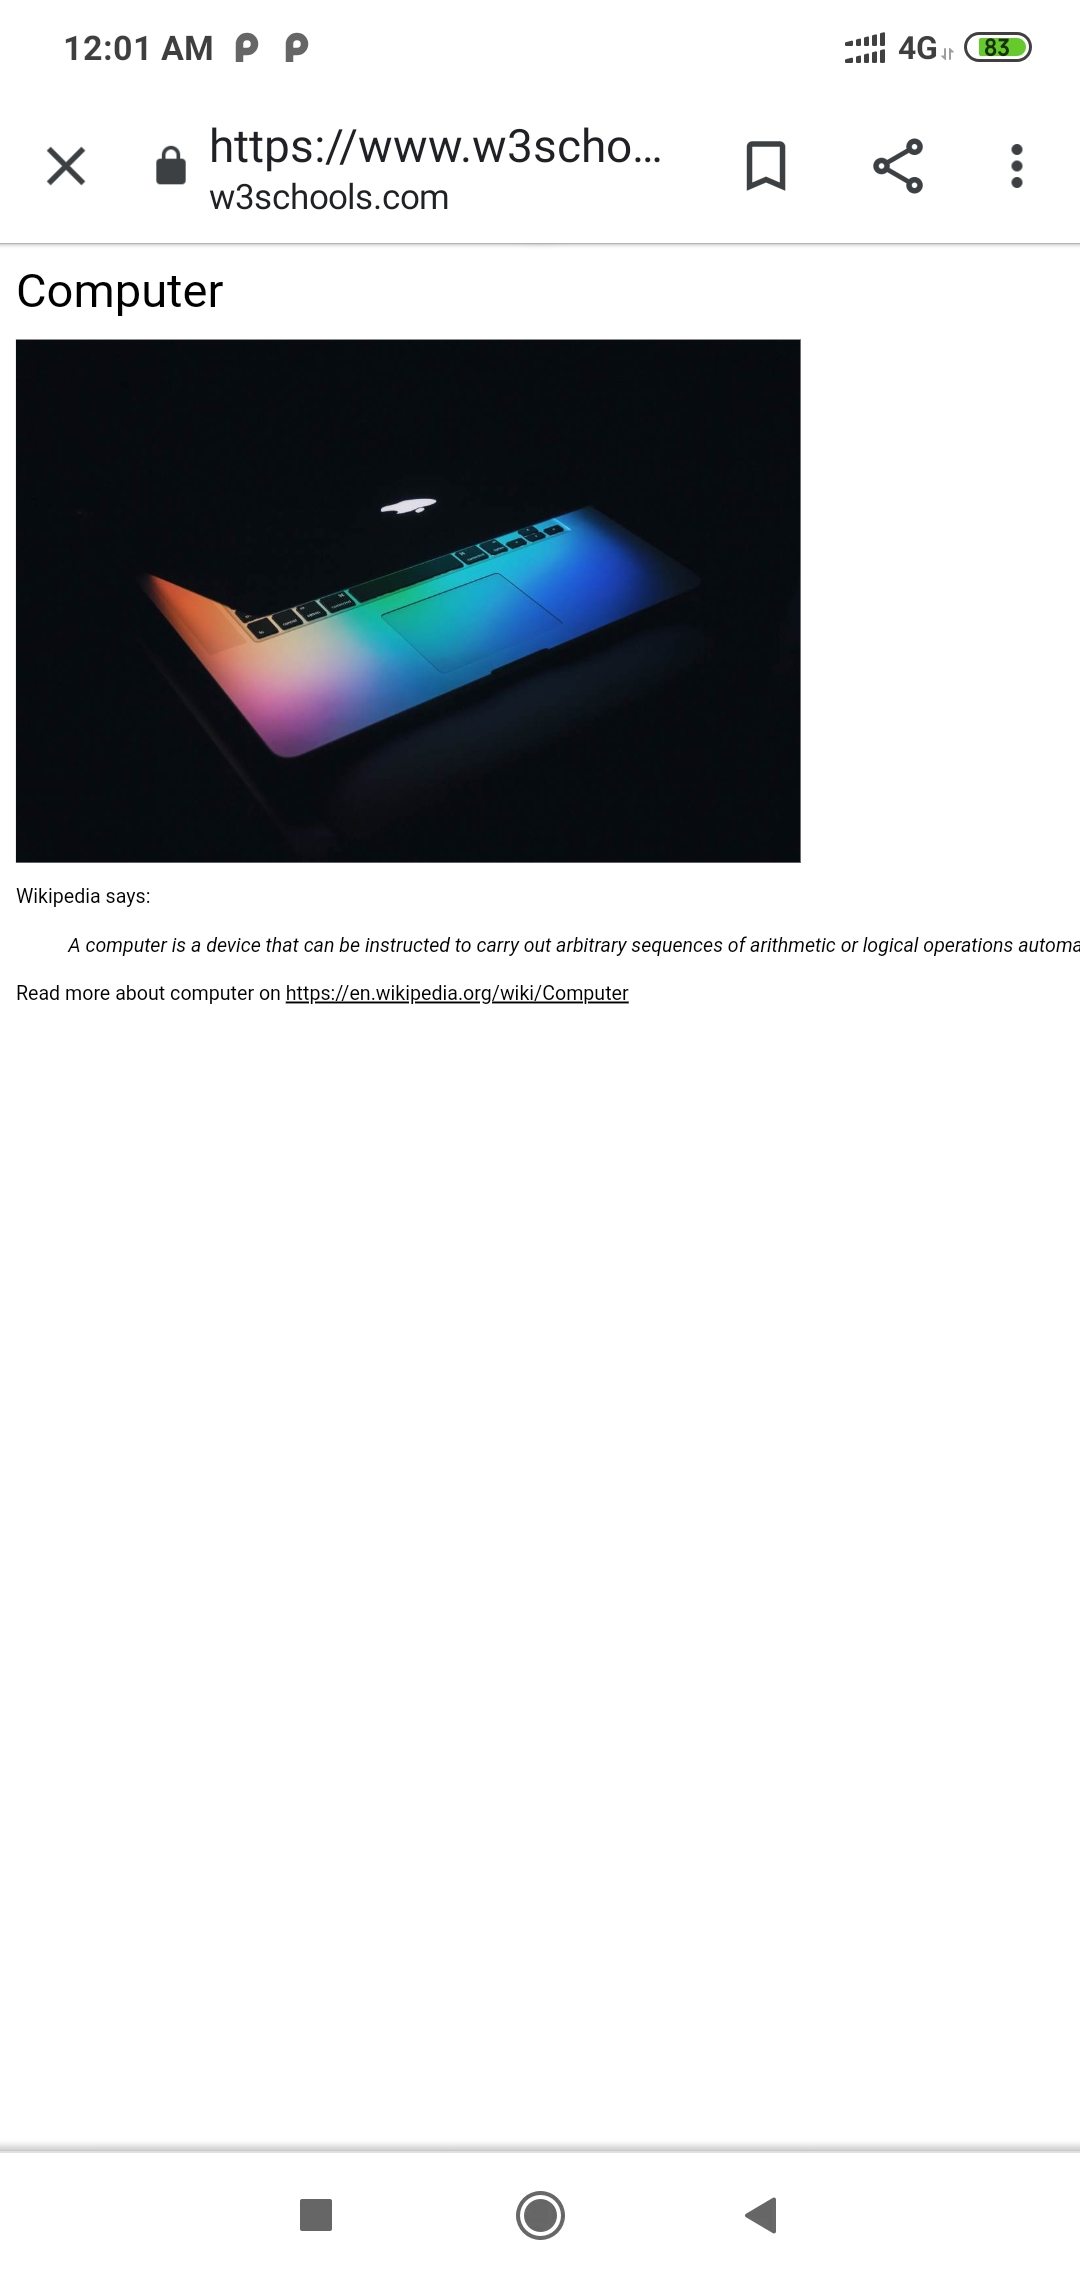 12:01 AM
4G
83
https://www.w3scho...
w3schools.com
Computer
Wikipedia says:
A computer is a device that can be instructed to carry out arbitrary sequences of arithmetic or logical operations automa
Read more about computer on https://en.wikipedia.org/wiki/Computer